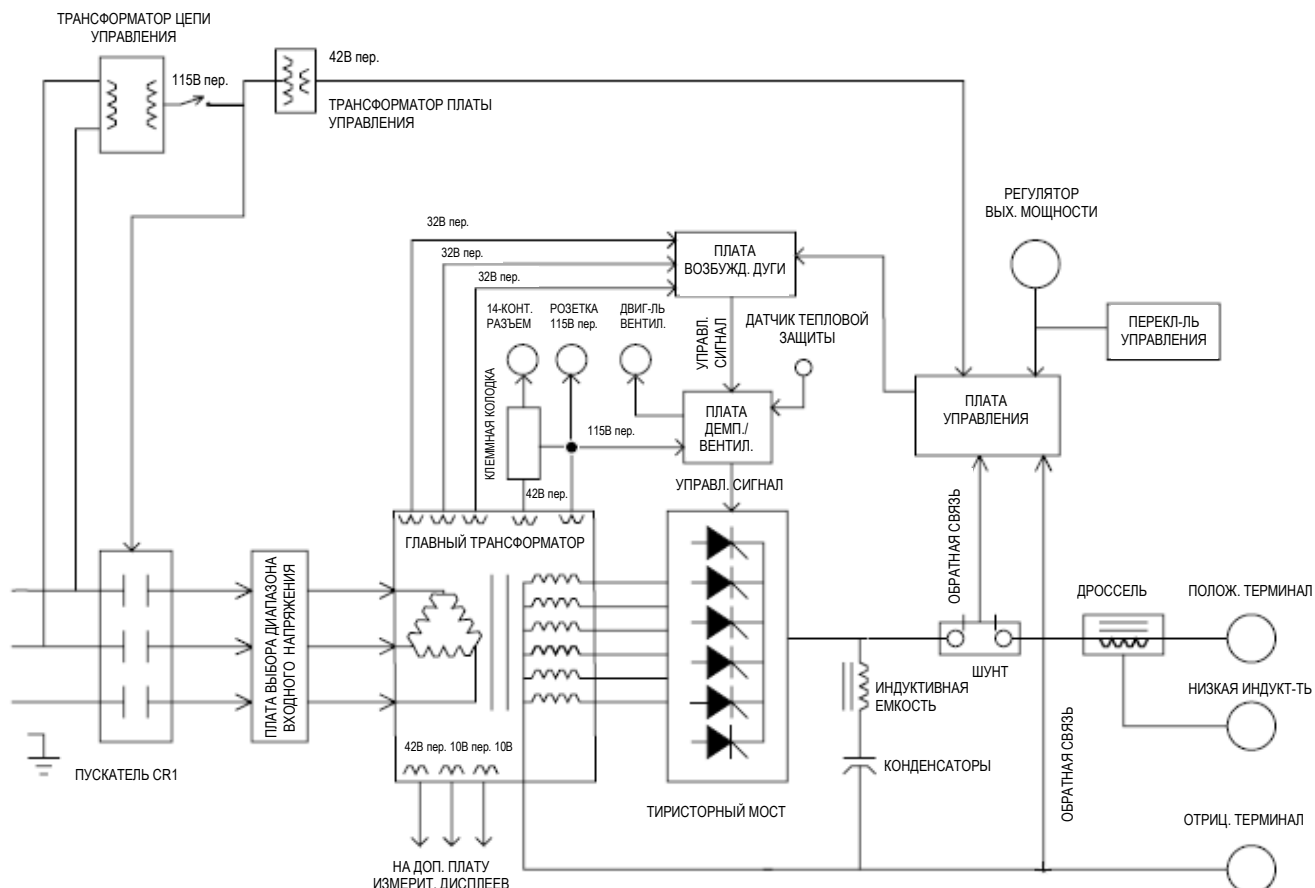 ТРАНСФОРМАТОР ЦЕПИ
УПРАВЛЕНИЯ
115В пер.
42В пер.
ТРАНСФОРМАТОР ПЛАТЫ
УПРАВЛЕНИЯ
РЕГУЛЯТОР
ВЫХ. МОЩНОСТИ
32В пер.
32В пер.
32В пер.
ПЛАТА
ВОЗБУЖД. ДУГИ
14-КОНТ.
РАЗЪЕМ
РОЗЕТКА
115В пер.
ДВИГ-ЛЬ
ВЕНТИЛ.
УПРАВЛ.
СИГНАЛ
ДАТЧИК ТЕПЛОВОЙ
ЗАЩИТЫ
ПЕРЕКЛ-ЛЬ
УПРАВЛЕНИЯ
КЛЕММНАЯ КОЛОДКА
115В пер.
ПЛАТА
ДЕМП./
ВЕНТИЛ.
ПЛАТА
УПРАВЛЕНИЯ
42В пер.
УПРАВЛ. СИГНАЛ
ГЛАВНЫЙ ТРАНСФОРМАТОР
ОБРАТНАЯ СВЯЗЬ
ДРОССЕЛЬ
ПОЛОЖ. ТЕРМИНАЛ
ПЛАТА ВЫБОРА ДИАПАЗОНА
ВХОДНОГО НАПРЯЖЕНИЯ
ШУНТ
ИНДУКТИВНАЯ
ЕМКОСТЬ
НИЗКАЯ ИНДУКТ-ТЬ
42В пер. 10В пер. 10В
ПУСКАТЕЛЬ CR1
КОНДЕНСАТОРЫ
ОБРАТНАЯ СВЯЗЬ
ТИРИСТОРНЫЙ МОСТ
ОТРИЦ. ТЕРМИНАЛ
НА ДОП. ПЛАТУ
ИЗМЕРИТ. ДИСПЛЕЕВ